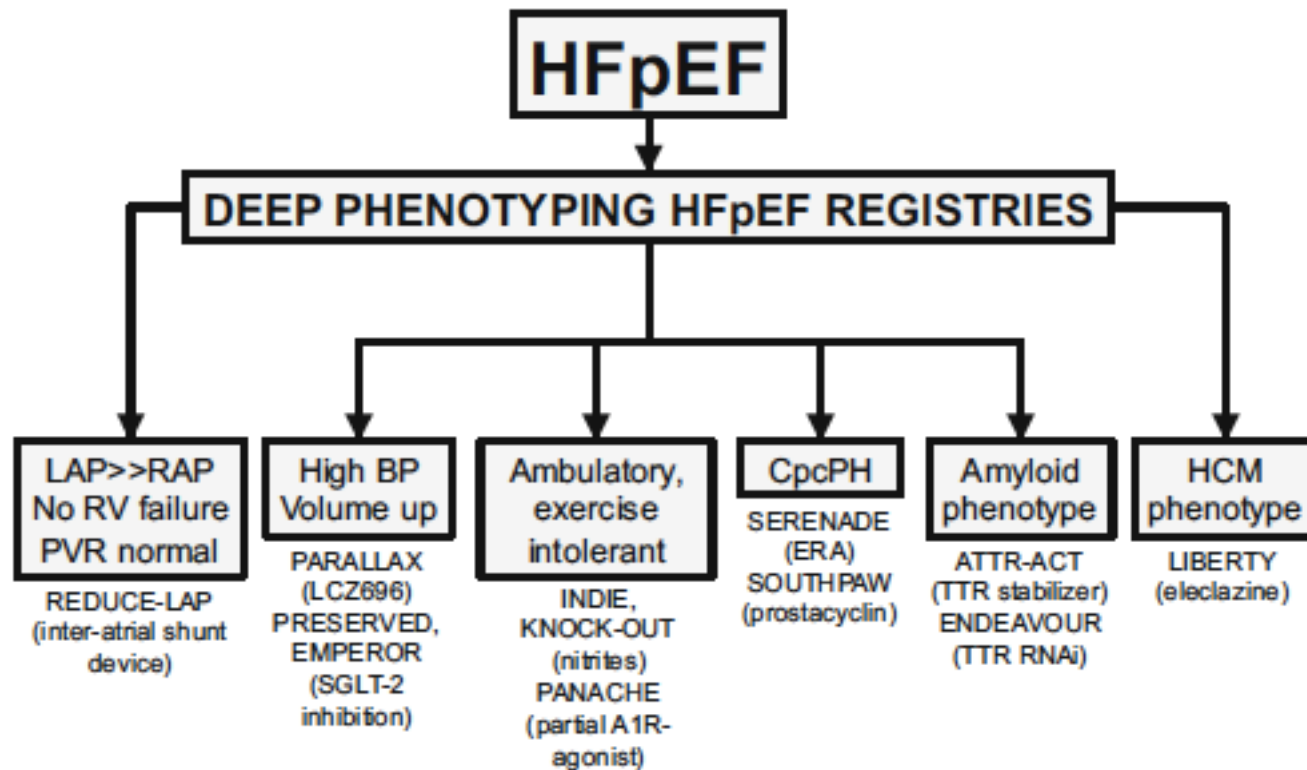 HFpEF
DEEP PHENOTYPING HFpEF REGISTRIES
LAP>>RAP
No RV failure
PVR normal
REDUCE-LAP
(inter-atrial shunt
device)
High BP
Volume up
PARALLAX
(LCZ696)
PRESERVED,
EMPEROR
(SGLT-2
inhibition)
Ambulatory,
exercise
intolerant
INDIE,
KNOCK-OUT
(nitrites)
PANACHE
(partial A1R-
agonist)
CpcPH
SERENADE
(ERA)
SOUTHPAW
(prostacyclin)
Amyloid
phenotype
ATTR-ACT
(TTR stabilizer)
ENDEAVOUR
(TTR RNAi)
HCM
phenotype
LIBERTY
(eleclazine)